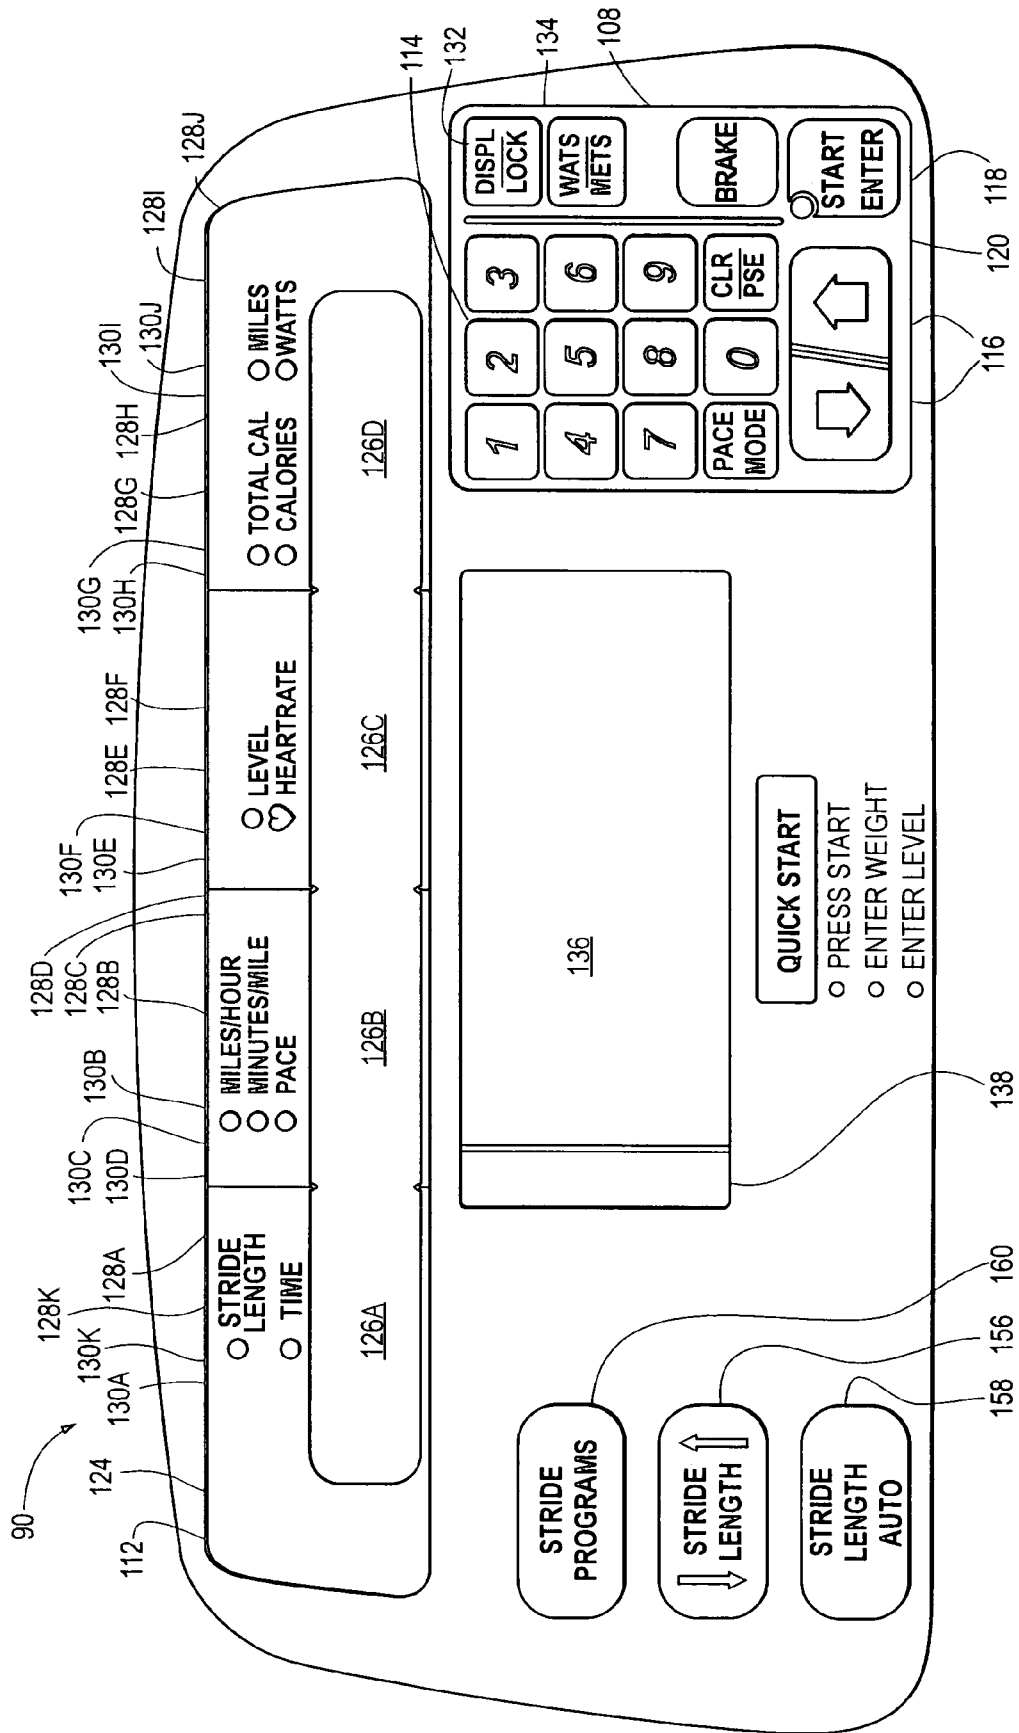 90
112
124
130A
130K
128K
128A
130D
130C
130B
128B
128C
128D
130E
130F
128E
128F
130H
130G
128G
128H
130I
130J
128I
128J
114
132
134
108
STRIDE
LENGTH
TIME
MILES/HOUR
MINUTES/MILE
PACE
LEVEL
HEARTRATE
TOTAL CAL
CALORIES
MILES
WATTS
126A
126B
126C
126D
1
2
3
DISPL
LOCK
4
5
6
WATS
METS
7
8
9
PACE
MODE
0
CLR
PSE
BRAKE
START
ENTER
136
STRIDE
PROGRAMS
STRIDE
LENGTH
STRIDE
LENGTH
AUTO
QUICK START
PRESS START
ENTER WEIGHT
ENTER LEVEL
158
156
160
138
116
120
118